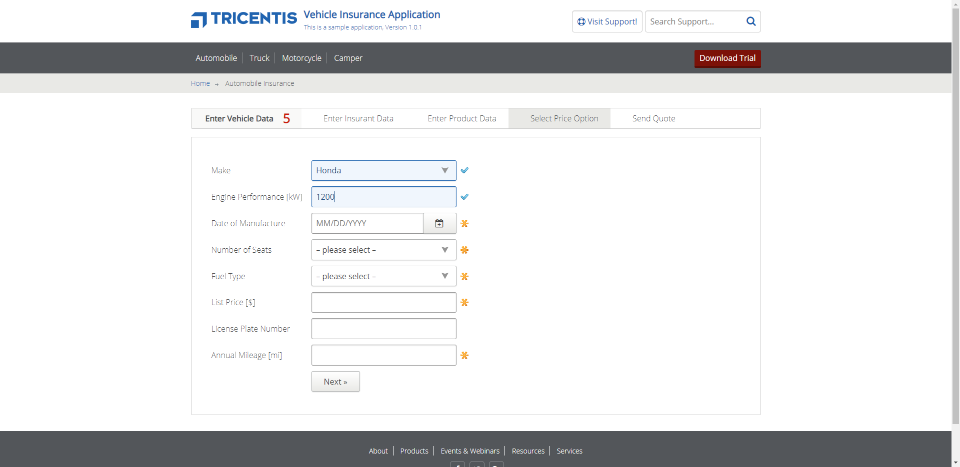 TRICENTIS Vehicle Insurance Application
This is a sample application. Version 1.0.1
Visit Support!
Search Support...
Automobile Truck Motorcycle Camper
Download Trial
Home → Automobile Insurance
Enter Vehicle Data 5 Enter Insurant Data Enter Product Data Select Price Option Send Quote
Make Honda
Engine Performance [kW] 1200
Date of Manufacture MM/DD/YYYY
Number of Seats – please select –
Fuel Type – please select –
List Price [$]
License Plate Number
Annual Mileage [mi]
Next »
About Products Events & Webinars Resources Services